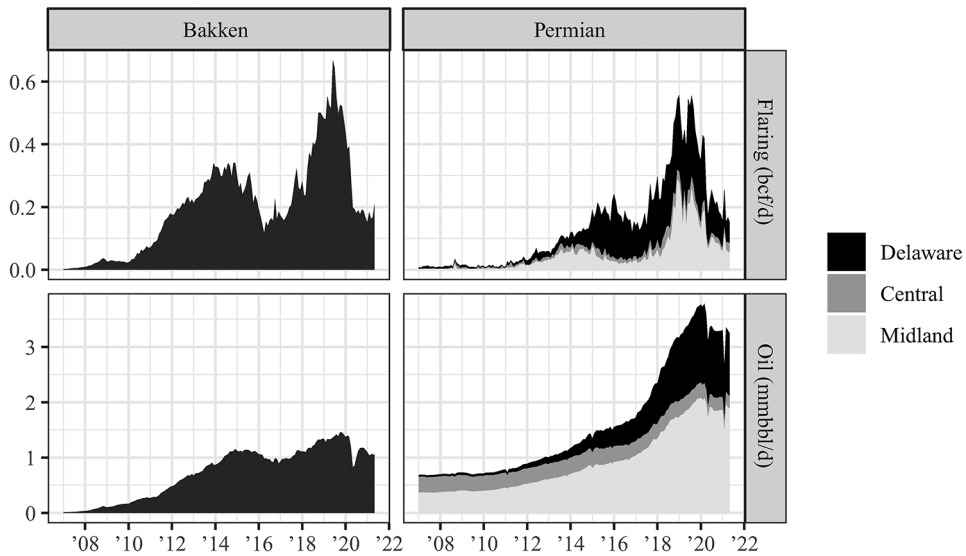 Bakken
Permian
0.6
0.4
0.2
0.0
Flaring (bcf/d)
3
2
1
0
Oil (mmbbl/d)
'08 '10 '12 '14 '16 '18 '20 '22
'08 '10 '12 '14 '16 '18 '20 '22
Delaware
Central
Midland